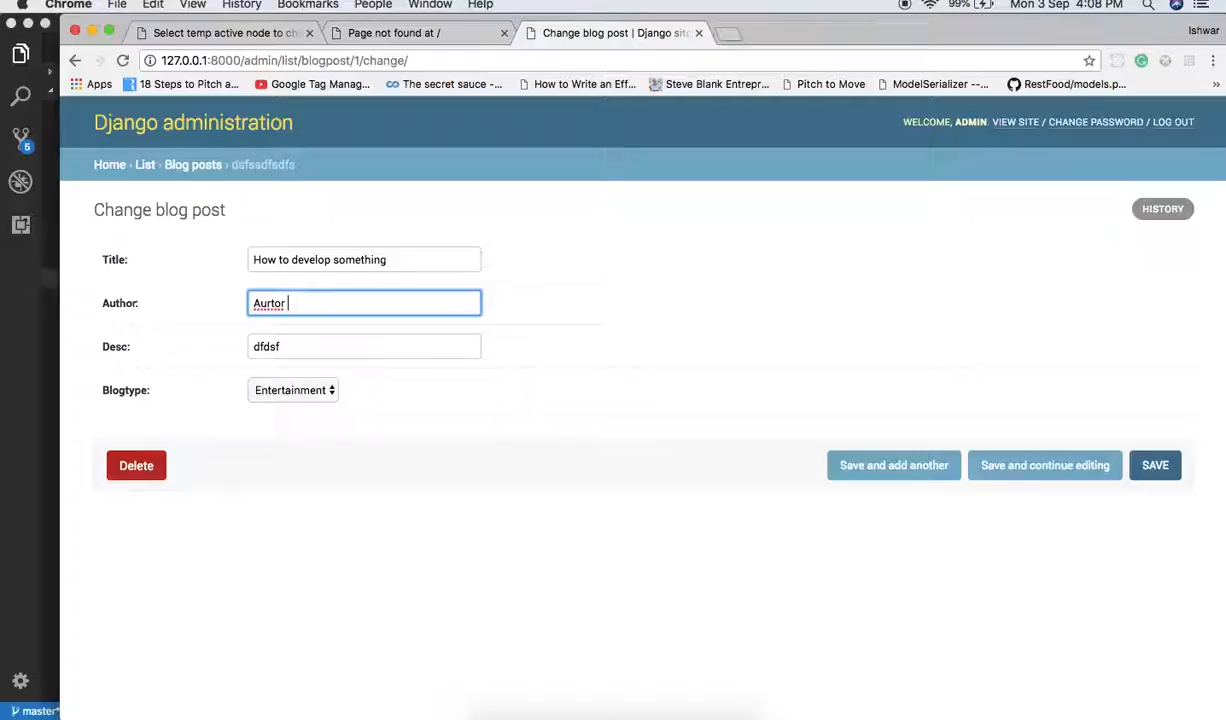 Chrome File Edit View History Bookmarks People Window Help 99% Mon 3 Sep 4:08 PM
Select temp active node to ch Page not found at / Change blog post | Django site Ishwar
127.0.0.1:8000/admin/list/blogpost/1/change/
Apps 18 Steps to Pitch a... Google Tag Manag... The secret sauce -... How to Write an Eff... Steve Blank Entrepr... Pitch to Move ModelSerializer --... RestFood/models.p... »
Django administration WELCOME, ADMIN. VIEW SITE / CHANGE PASSWORD / LOG OUT
5
Home › List › Blog posts › dsfssdfsdfs
Change blog post HISTORY
Title: How to develop something
Author: Aurtor
Desc: dfdsf
Blogtype: Entertainment
Delete Save and add another Save and continue editing SAVE
master*